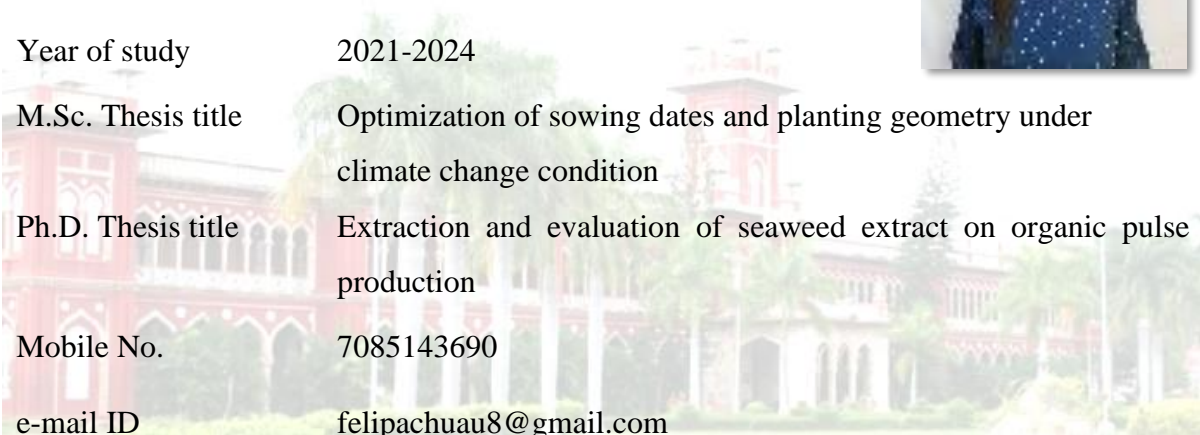 Year of study 2021-2024
M.Sc. Thesis title Optimization of sowing dates and planting geometry under
climate change condition
Ph.D. Thesis title Extraction and evaluation of seaweed extract on organic pulse
production
Mobile No. 7085143690
e-mail ID felipachuau8@gmail.com